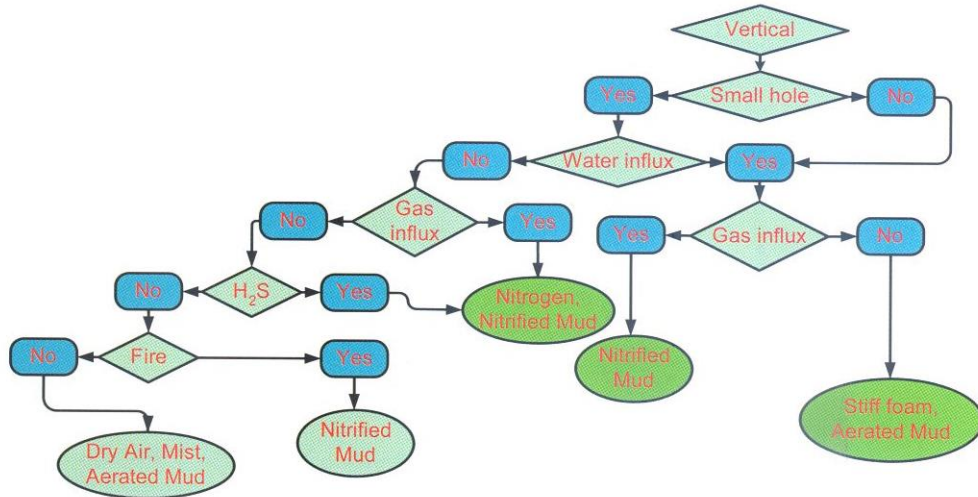 Vertical
Yes
Small hole
No
No
Water influx
Yes
No
Gas
influx
Yes
Yes
Gas influx
No
No
H₂S
Yes
Nitrogen,
Nitrified Mud
No
Fire
Yes
Nitrified
Mud
Stiff foam,
Aerated Mud
Dry Air, Mist,
Aerated Mud
Nitrified
Mud